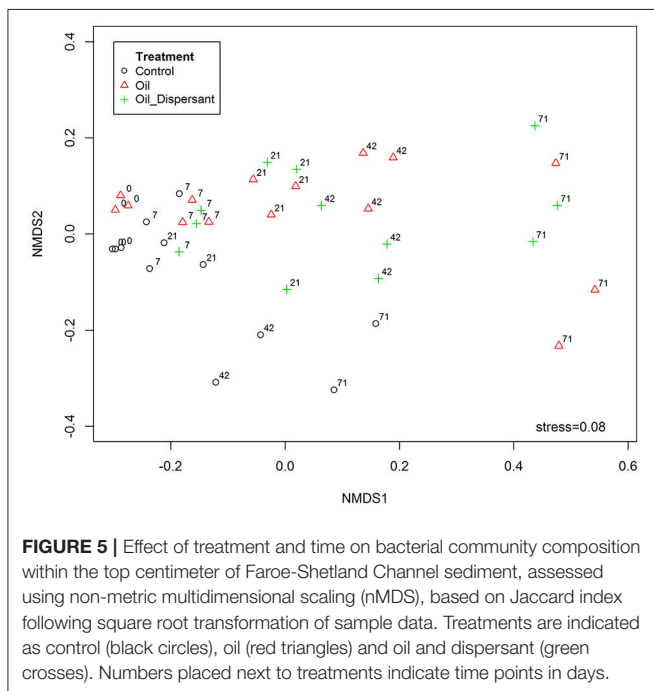 0.4
0.2
0.0
-0.2
-0.4
NMDS2
Treatment
Control
Oil
Oil_Dispersant
71
42 42
71
21 21
21
0 7
0 0
7
7
7
42
42
71
21
7
7
71
0 0
21
7
42
7
21
42
21
71
71
42
71
42
71
71
stress=0.08
-0.2 0.0 0.2 0.4 0.6
NMDS1
FIGURE 5 | Effect of treatment and time on bacterial community composition
within the top centimeter of Faroe-Shetland Channel sediment, assessed
using non-metric multidimensional scaling (nMDS), based on Jaccard index
following square root transformation of sample data. Treatments are indicated
as control (black circles), oil (red triangles) and oil and dispersant (green
crosses). Numbers placed next to treatments indicate time points in days.